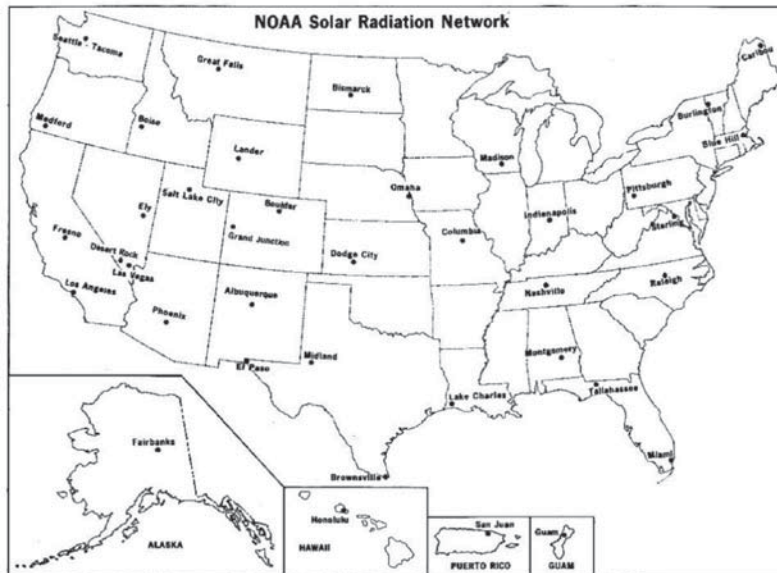 NOAA Solar Radiation Network
Seattle - Tacoma
Great Falls
Bismarck
Caribou
Burlington
Medford
Boise
Lander
Madison
Blue Hill
Omaha
Pittsburgh
Salt Lake City
Boulder
Ely
Indianapolis
Sterling
Columbia
Fresno
Grand Junction
Desert Rock
Dodge City
Las Vegas
Raleigh
Los Angeles
Albuquerque
Nashville
Phoenix
Montgomery
Midland
El Paso
Lake Charles
Tallahassee
Fairbanks
Miami
Brownsville
Honolulu
San Juan
Guam
ALASKA
HAWAII
PUERTO RICO
GUAM